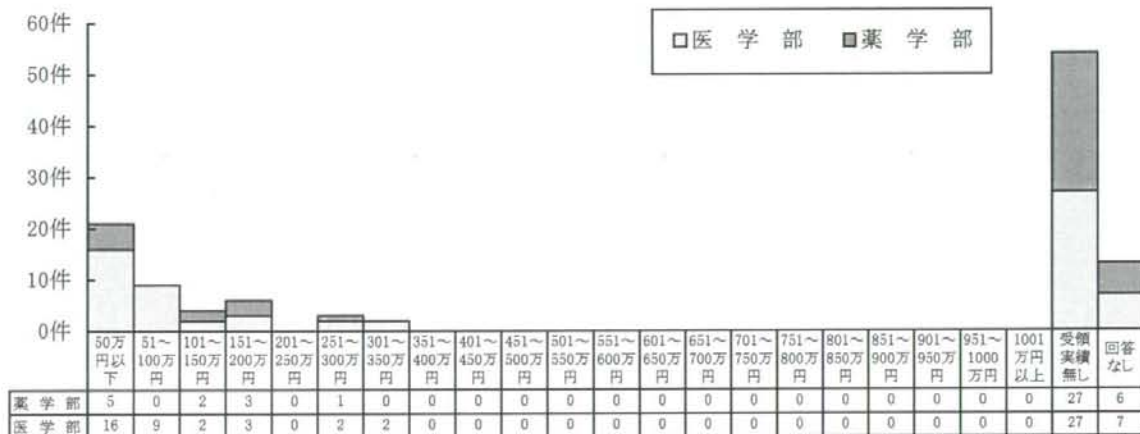 60件
50件
40件
30件
20件
10件
0件
□医 学 部 ■薬 学 部
50万円以下 51～100万円 101～150万円 151～200万円 201～250万円 251～300万円 301～350万円 351～400万円 401～450万円 451～500万円 501～550万円 551～600万円 601～650万円 651～700万円 701～750万円 751～800万円 801～850万円 851～900万円 901～950万円 951～1000万円 1001万円以上 受領実績無し 回答なし
薬 学 部 5 0 2 3 0 1 0 0 0 0 0 0 0 0 0 0 0 0 0 0 0 27 6
医 学 部 16 9 2 3 0 2 2 0 0 0 0 0 0 0 0 0 0 0 0 0 0 27 7